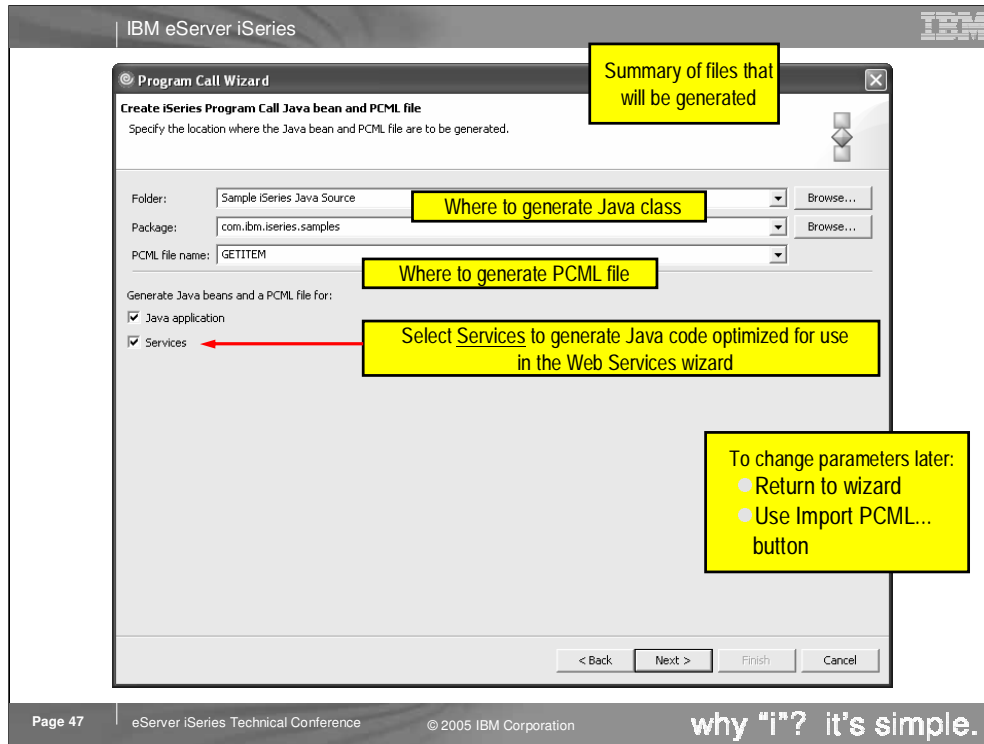 IBM eServer iSeries
IBM
Summary of files that
will be generated
Program Call Wizard
Create iSeries Program Call Java bean and PCML file
Specify the location where the Java bean and PCML file are to be generated.
Folder: Sample iSeries Java Source Browse...
Where to generate Java class
Package: com.ibm.iseries.samples Browse...
PCML file name: GETITEM
Where to generate PCML file
Generate Java beans and a PCML file for:
Java application
Services
Select Services to generate Java code optimized for use
in the Web Services wizard
To change parameters later:
Return to wizard
Use Import PCML...
button
< Back Next > Finish Cancel
Page 47 eServer iSeries Technical Conference © 2005 IBM Corporation why "i"? it's simple.